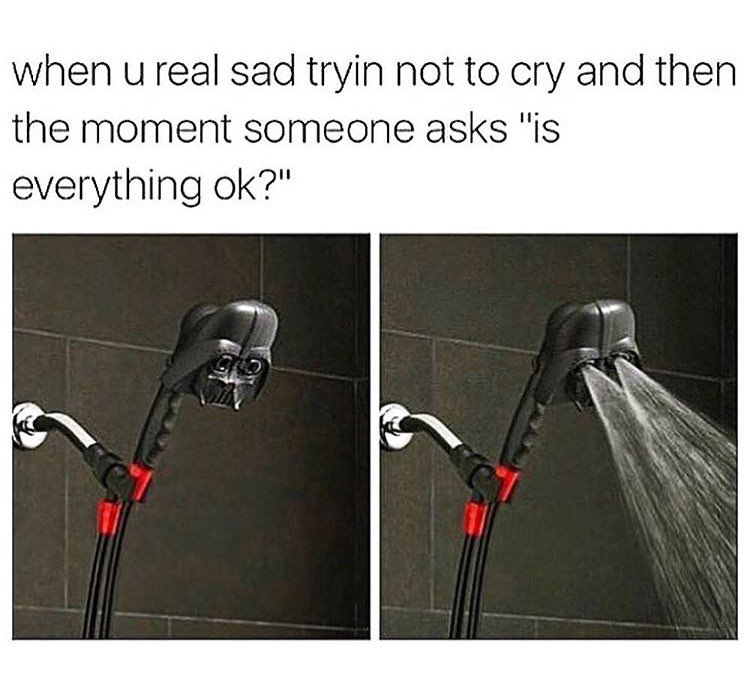 when u real sad tryin not to cry and then
the moment someone asks "is
everything ok?"